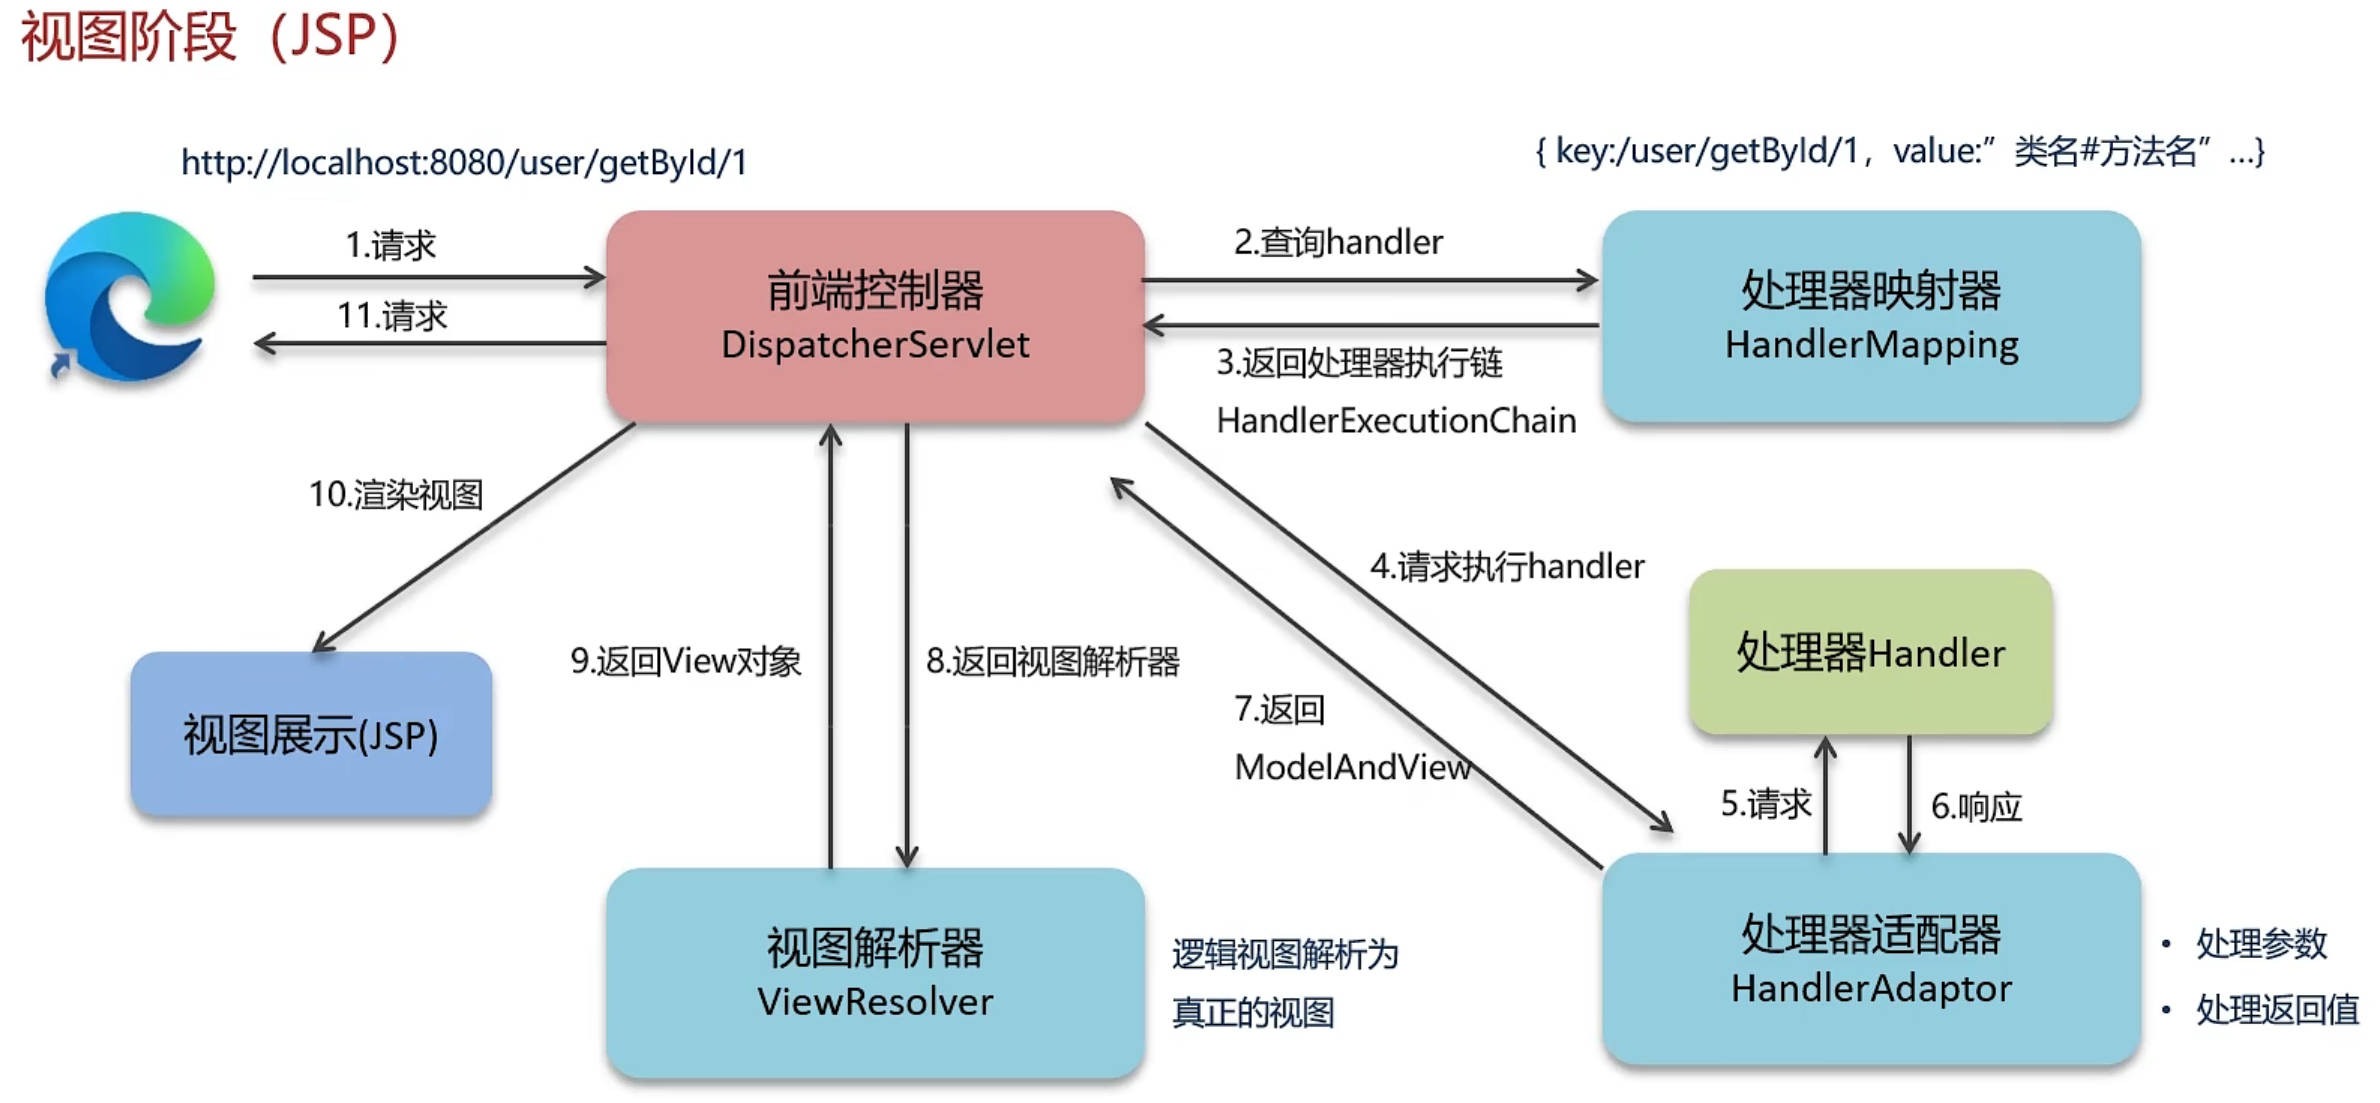 视图阶段（JSP）
http://localhost:8080/user/getById/1
{ key:/user/getById/1，value:” 类名#方法名” ...}
1.请求
11.请求
前端控制器
DispatcherServlet
2.查询handler
3.返回处理器执行链
HandlerExecutionChain
处理器映射器
HandlerMapping
10.渲染视图
4.请求执行handler
处理器Handler
9.返回View对象
8.返回视图解析器
7.返回
ModelAndView
视图展示(JSP)
5.请求
6.响应
视图解析器
ViewResolver
逻辑视图解析为
真正的视图
处理器适配器
HandlerAdaptor
• 处理参数
• 处理返回值